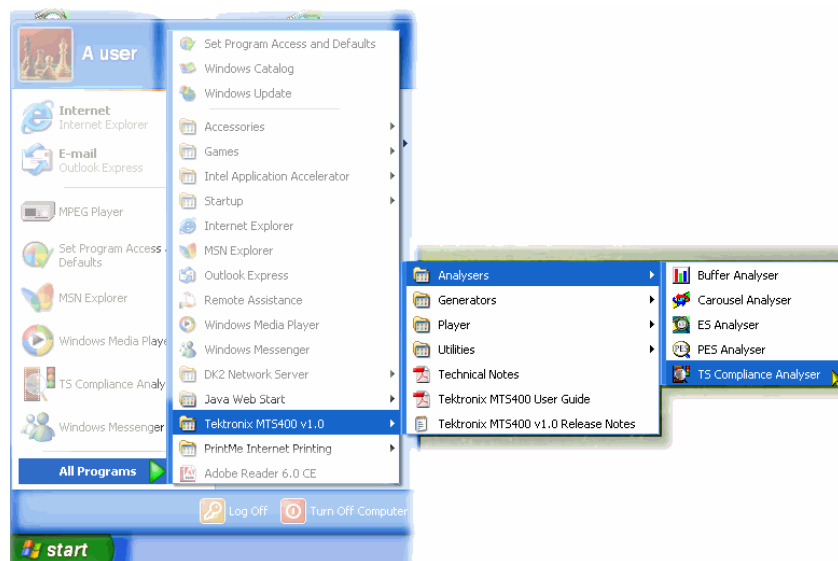 A user
Internet
Internet Explorer
E-mail
Outlook Express
MPEG Player
Set Program Access
Defaults
MSN Explorer
Windows Media Playe
TS Compliance Analy
Windows Messenger
All Programs
Set Program Access and Defaults
Windows Catalog
Windows Update
Accessories
Games
Intel Application Accelerator
Startup
Internet Explorer
MSN Explorer
Outlook Express
Remote Assistance
Windows Media Player
Windows Messenger
DK2 Network Server
Java Web Start
Tektronix MTS400 v1.0
PrintMe Internet Printing
Adobe Reader 6.0 CE
Analysers
Generators
Player
Utilities
Technical Notes
Tektronix MTS400 User Guide
Tektronix MTS400 v1.0 Release Notes
Buffer Analyser
Carousel Analyser
ES Analyser
PES
PES Analyser
TS Compliance Analyser
Log Off
Turn Off Computer
start